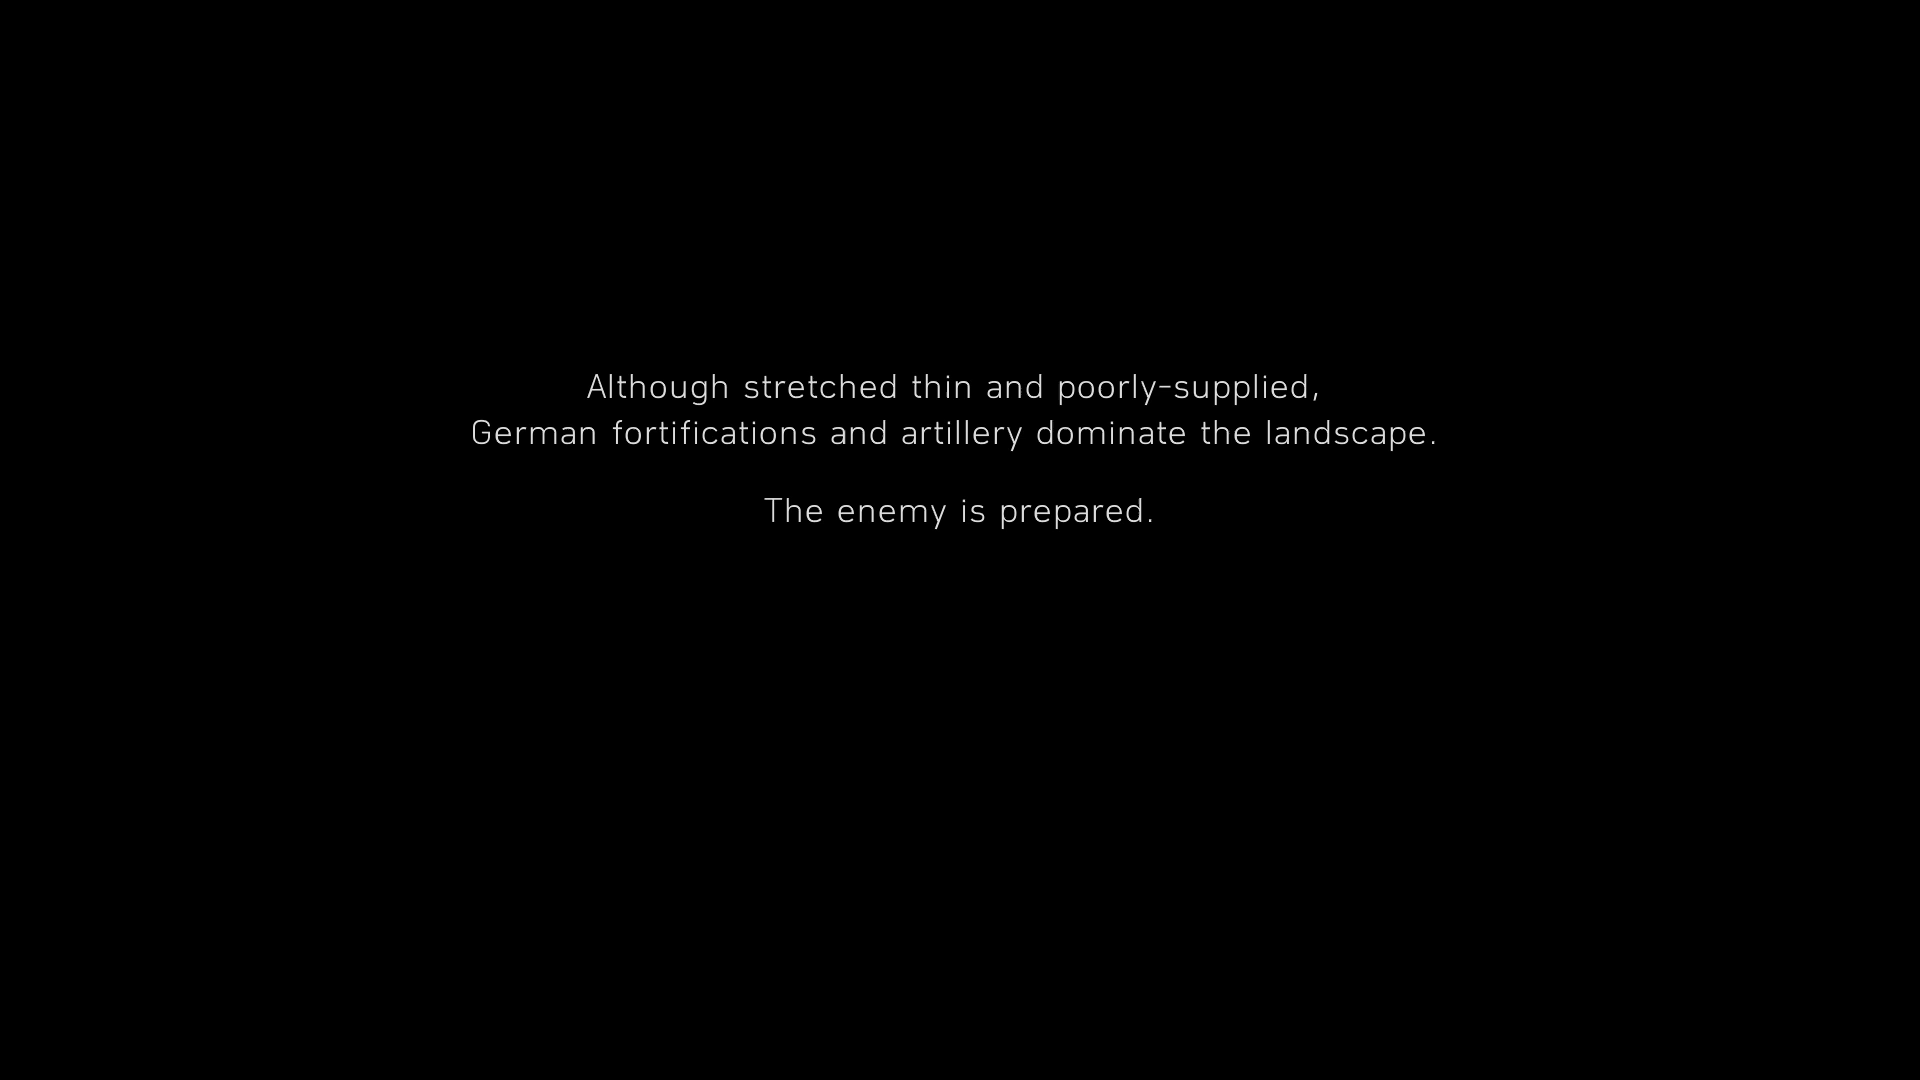 Although stretched thin and poorly-supplied,
German fortifications and artillery dominate the landscape.
The enemy is prepared.